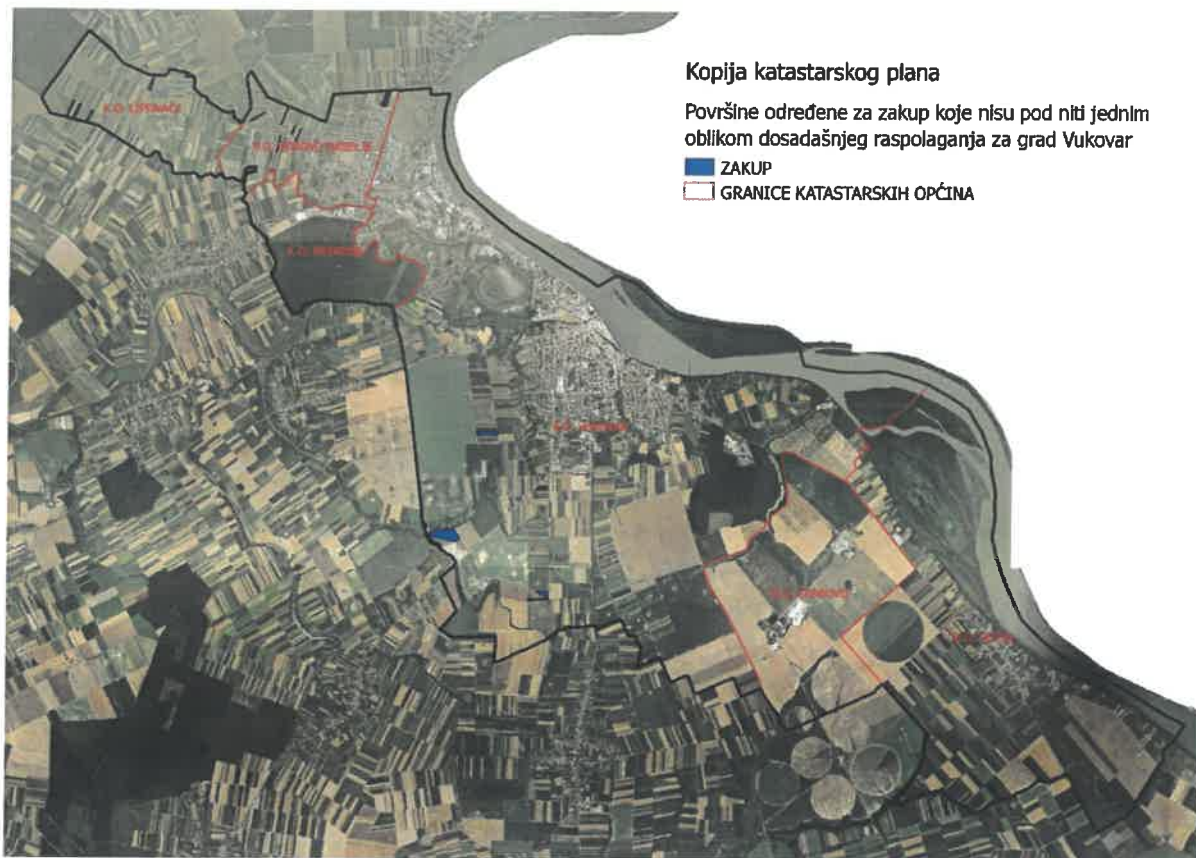 Kopija katastarskog plana
Površine određene za zakup koje nisu pod niti jednim
oblikom dosadašnjeg raspolaganja za grad Vukovar
ZAKUP
GRANICE KATASTARSKIH OPĆINA
K.O.
K.O.
K.O.
K.O.